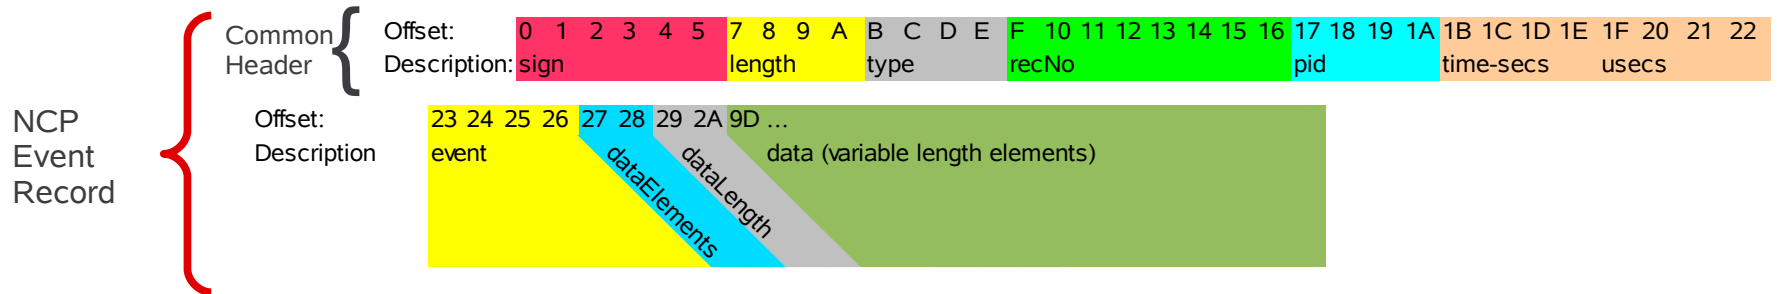 Common Header
Offset: 0 1 2 3 4 5 7 8 9 A B C D E F 10 11 12 13 14 15 16 17 18 19 1A 1B 1C 1D 1E 1F 20 21 22
Description: sign length type recNo pid time-secs usecs
NCP
Event
Record
Offset: 23 24 25 26 27 28 29 2A 9D ...
Description event data (variable length elements)
dataElements
dataLength